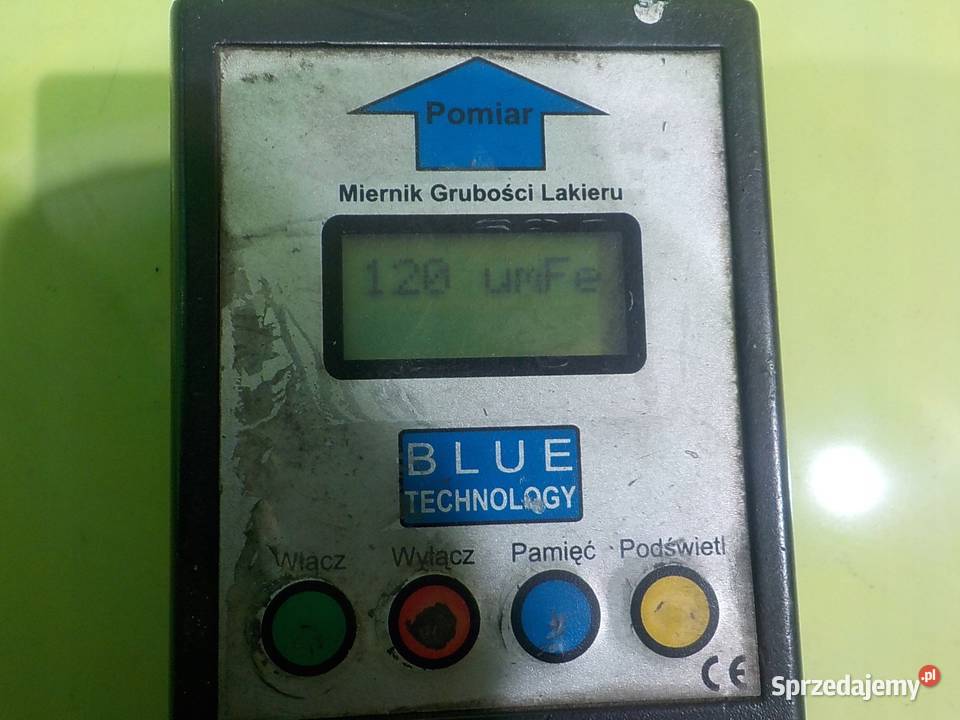 Pomiar
Miernik Grubości Lakieru
120 umFe
BLUE
TECHNOLOGY
Włącz Wyłącz Pamięć Podświetl
CE
Sprzedajemy.pl